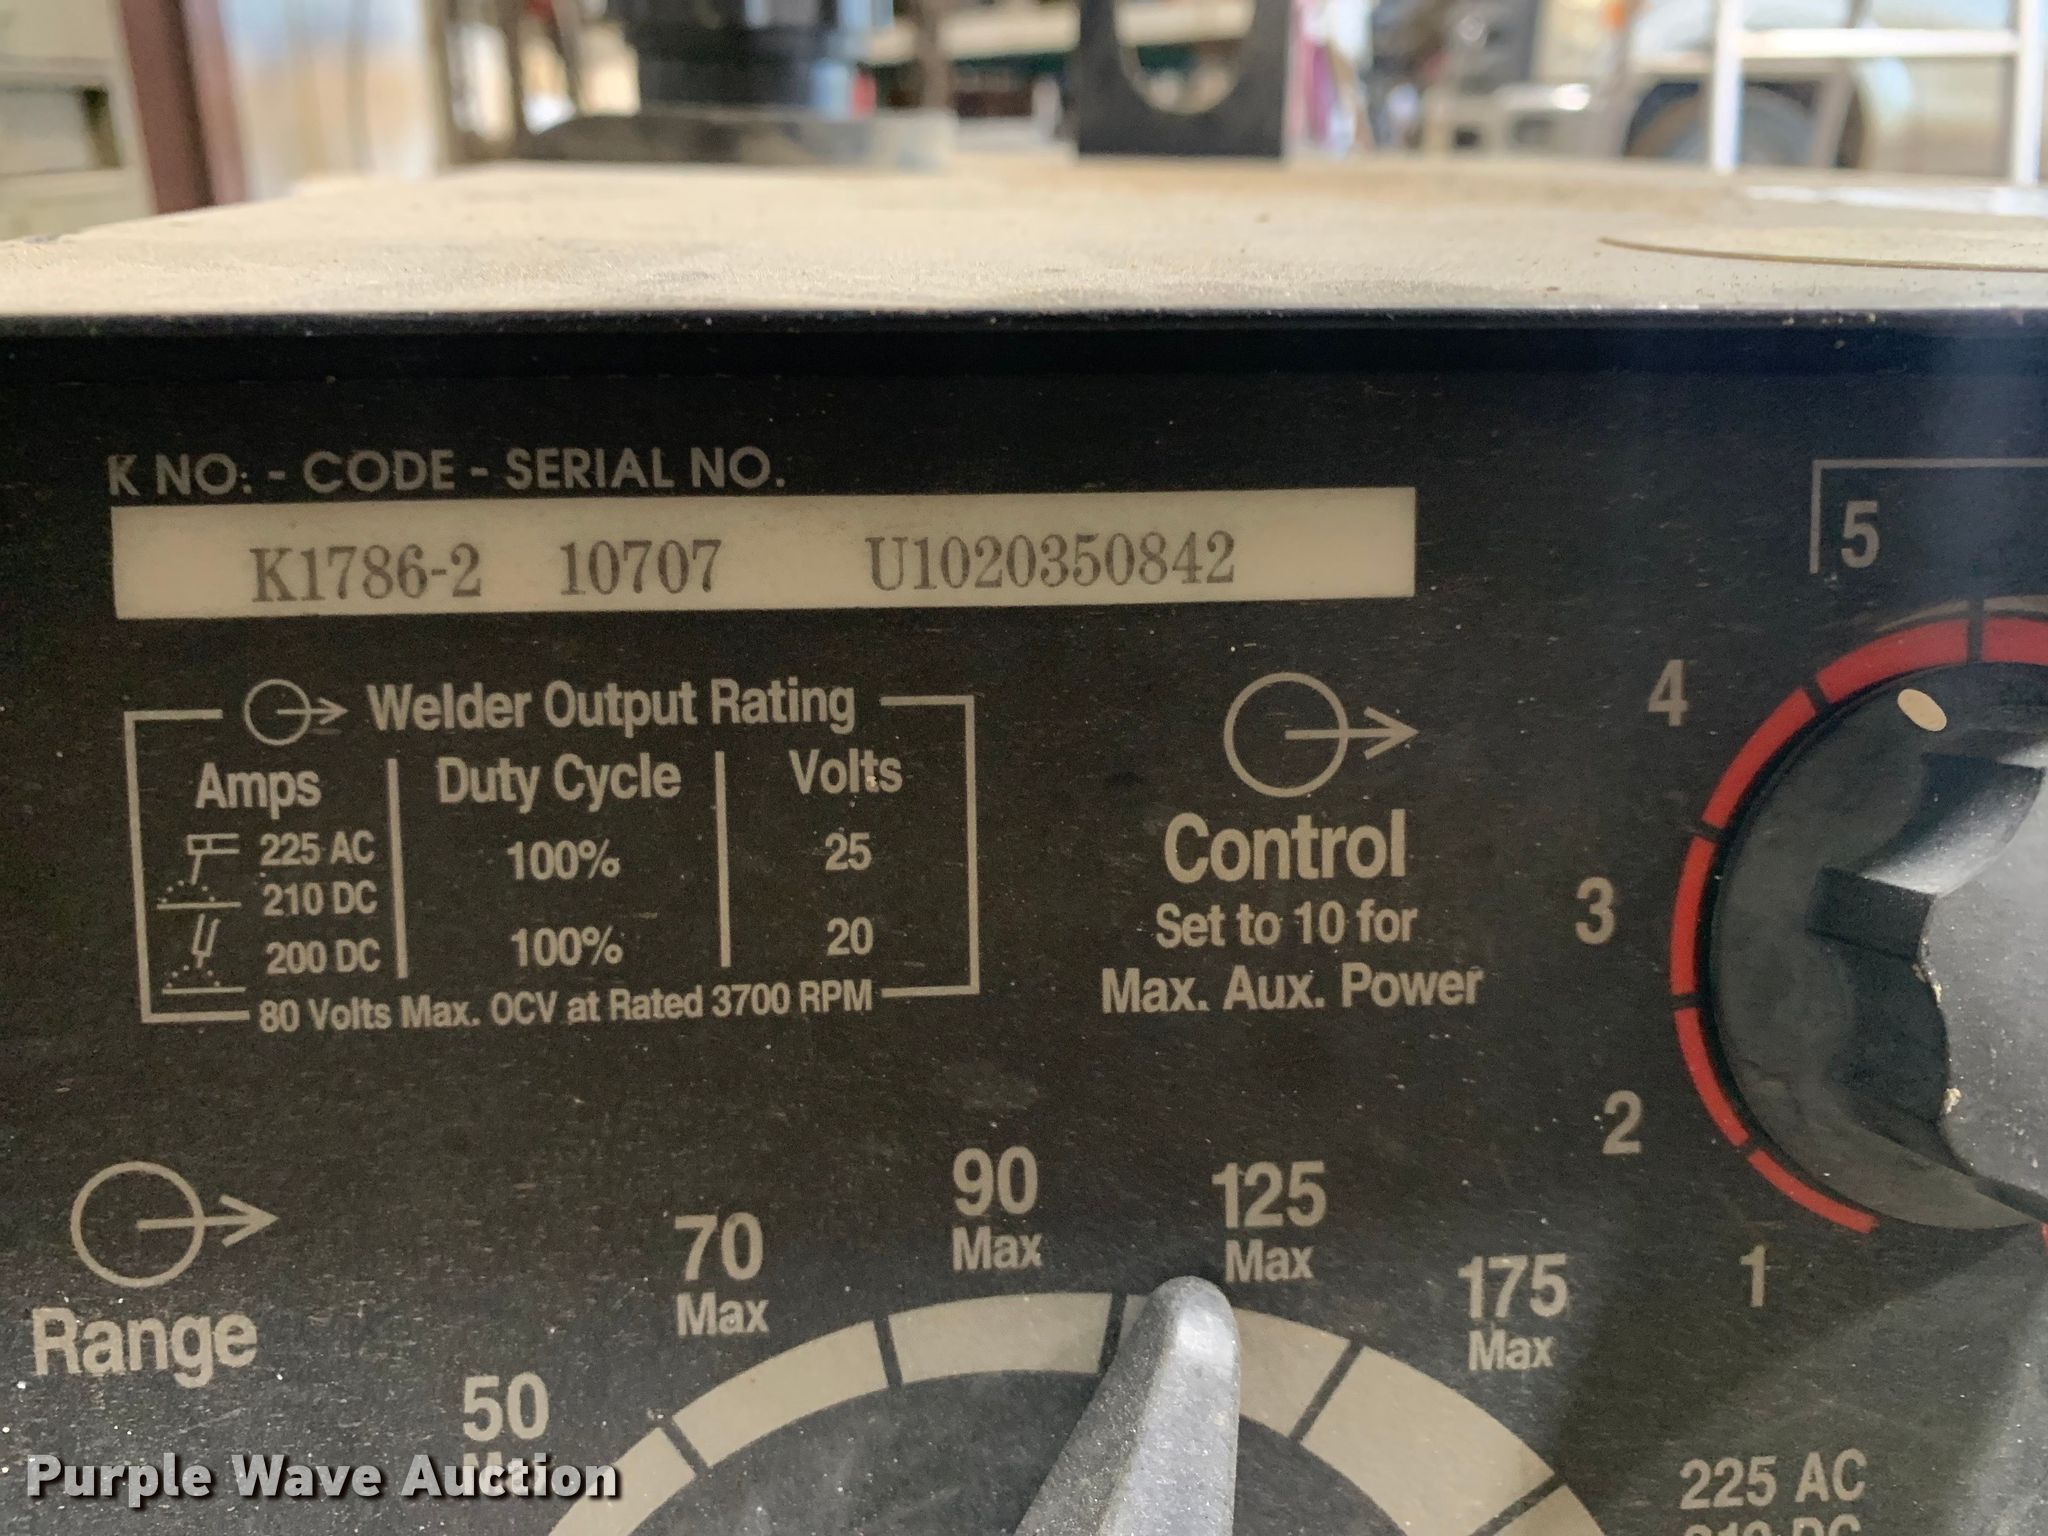 K NO. - CODE - SERIAL NO.
K1786-2 10707 U1020350842
Welder Output Rating
Amps Duty Cycle Volts
225 AC 100% 25
210 DC
200 DC 100% 20
80 Volts Max. OCV at Rated 3700 RPM
Control
Set to 10 for
Max. Aux. Power
5
4
3
2
1
Range
50
Max
70
Max
90
Max
125
Max
175
Max
225 AC
210 DC
Purple Wave Auction